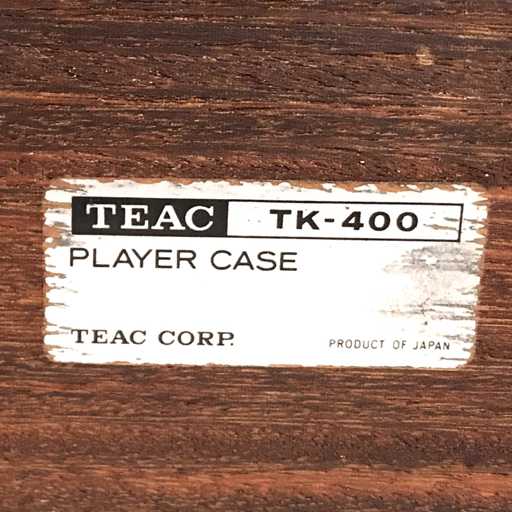 TEAC TK-400
PLAYER CASE
TEAC CORP. PRODUCT OF JAPAN